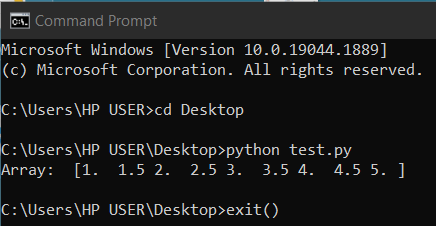 Command Prompt
Microsoft Windows [Version 10.0.19044.1889]
(c) Microsoft Corporation. All rights reserved.
C:\Users\HP USER>cd Desktop
C:\Users\HP USER\Desktop>python test.py
Array:  [1.  1.5 2.  2.5 3.  3.5 4.  4.5 5. ]
C:\Users\HP USER\Desktop>exit()